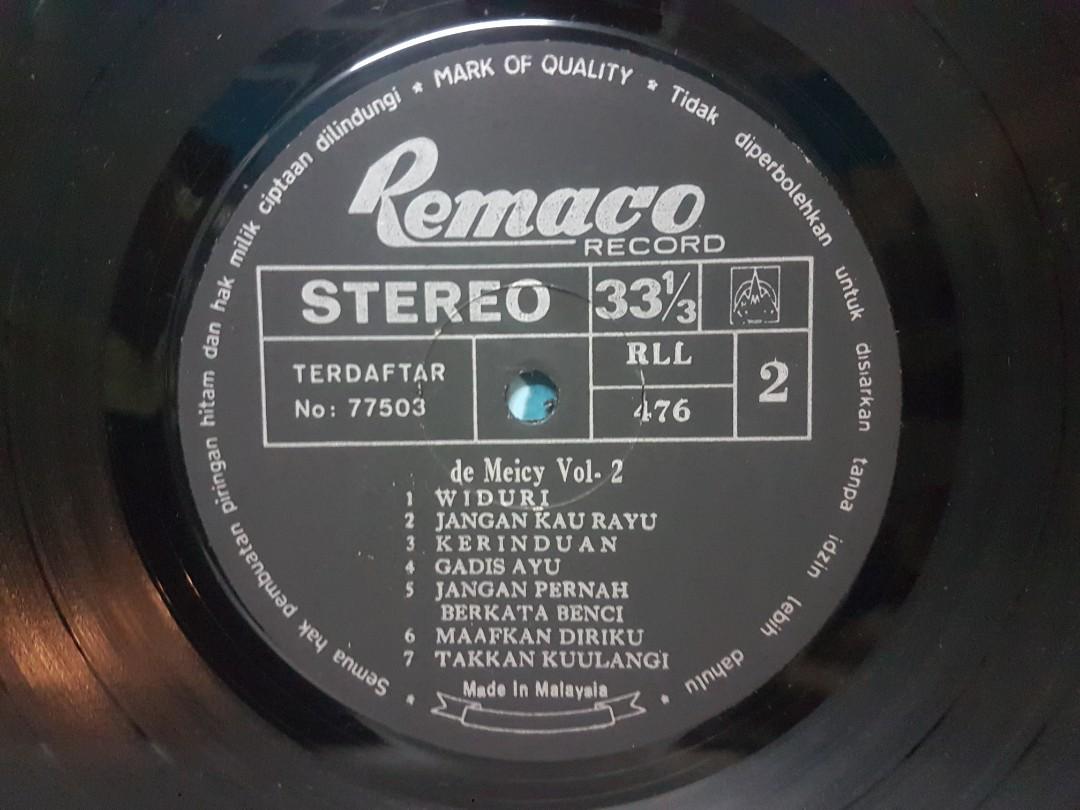 Semua hak pembuatan piringan hitam dan hak milik ciptaan dilindungi * MARK OF QUALITY * Tidak diperbolehkan untuk disiarkan tanpa idzin lebih dahulu *
Remaco
RECORD
STEREO 33 1/3
TERDAFTAR
No: 77503
RLL
476
2
de Meicy Vol- 2
1 WIDURI
2 JANGAN KAU RAYU
3 KERINDUAN
4 GADIS AYU
5 JANGAN PERNAH
BERKATA BENCI
6 MAAFKAN DIRIKU
7 TAKKAN KUULANGI
Made In Malaysia